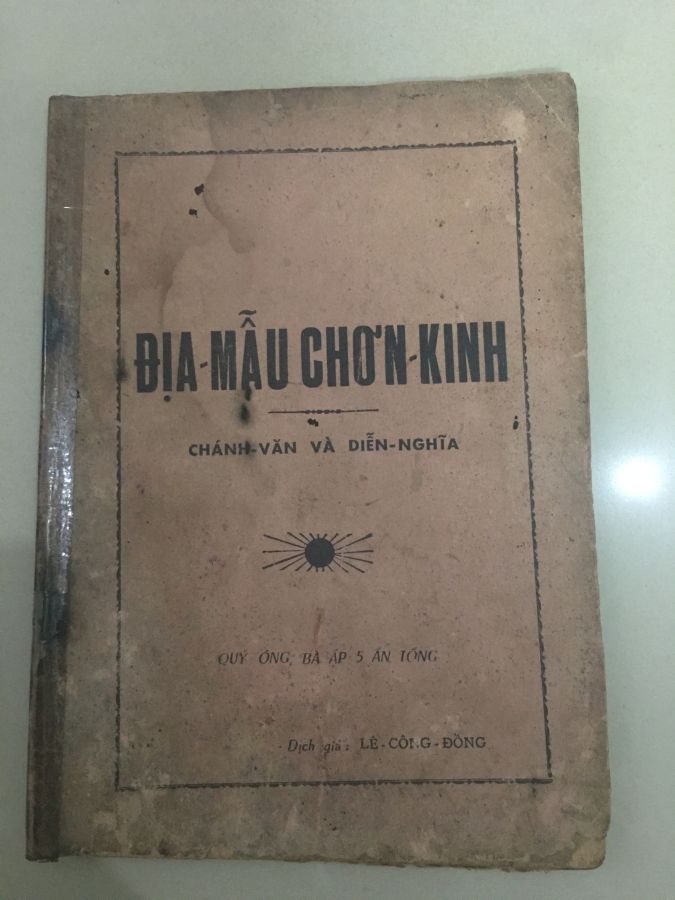 ĐỊA-MẪU CHƠN-KINH
CHÁNH-VĂN VÀ DIỄN-NGHĨA
QUÝ ÔNG, BÀ ẤP 5 ẤN TỐNG
Dịch giả : LÊ-CÔNG-ĐỒNG